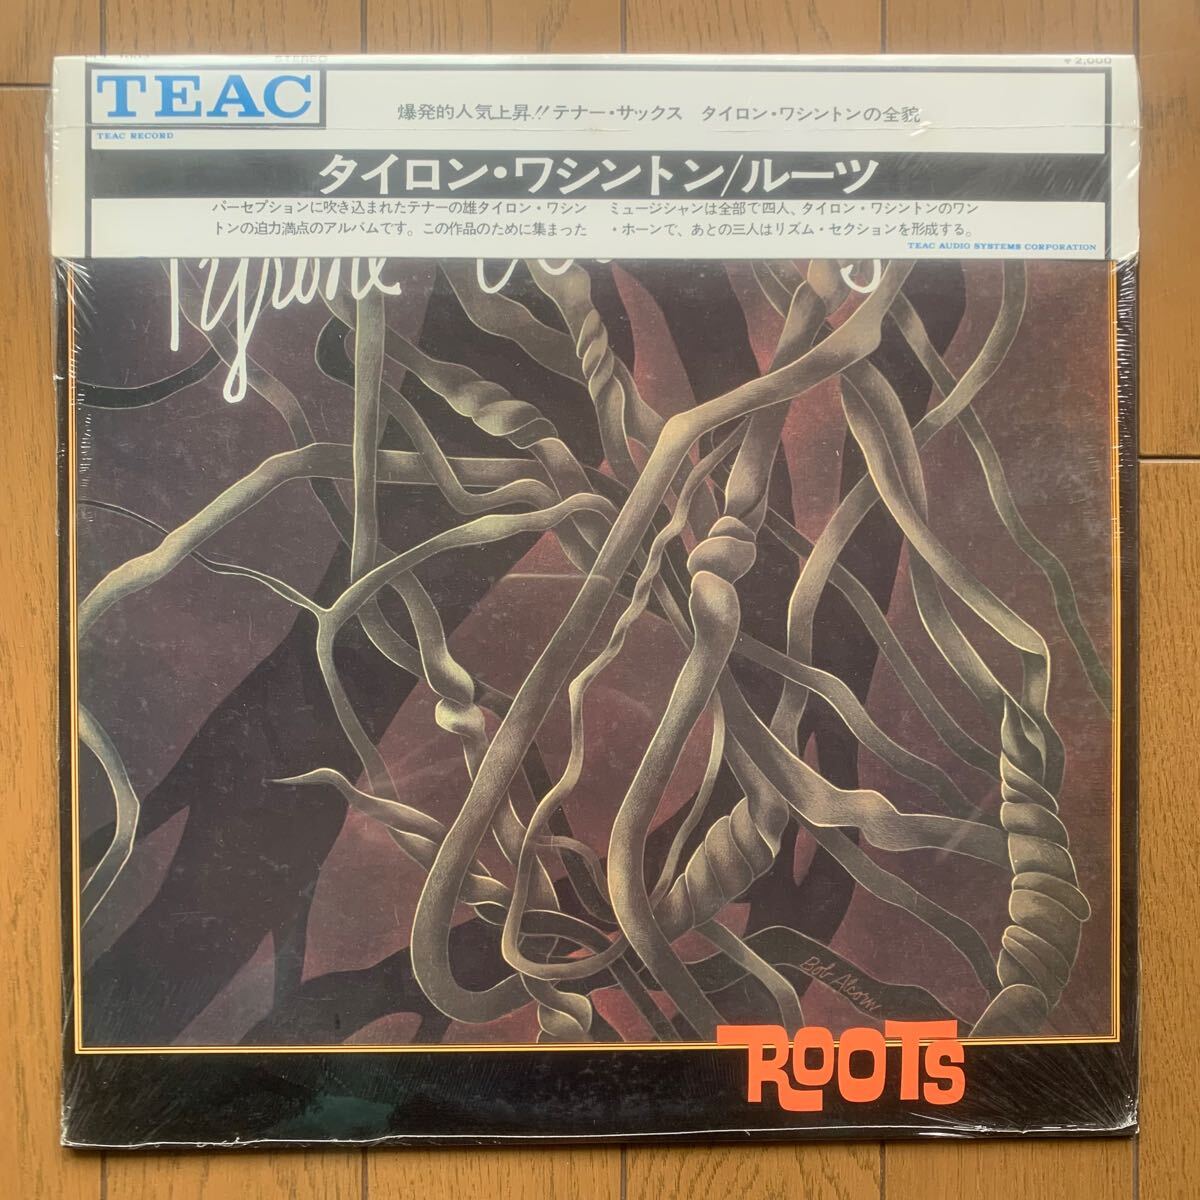 STEREO
¥2,000
TEAC
TEAC RECORD
爆発的人気上昇!!テナー・サックス タイロン・ワシントンの全貌
タイロン・ワシントン/ルーツ
パーセプションに吹き込まれたテナーの雄タイロン・ワシン
トンの迫力満点のアルバムです。この作品のために集まった
ミュージシャンは全部で四人、タイロン・ワシントンのワン
・ホーンで、あとの三人はリズム・セクションを形成する。
TEAC AUDIO SYSTEMS CORPORATION
Tyrone
Bob Alcorn
ROOTS